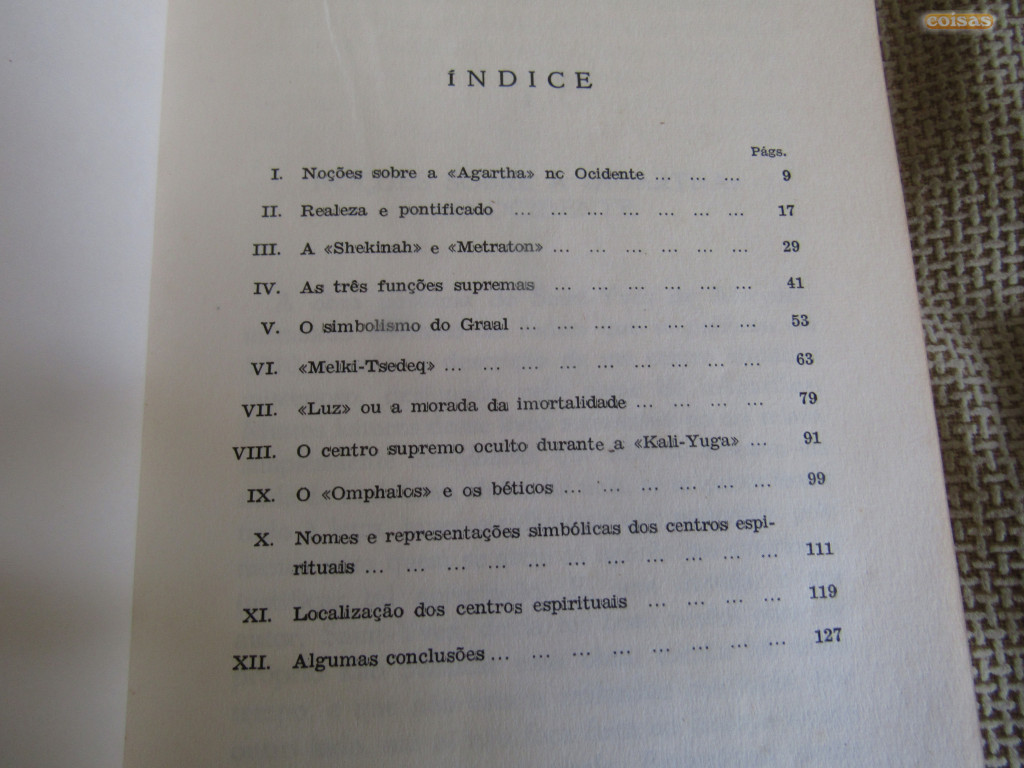 coisas
ÍNDICE
Págs.
I. Noções sobre a «Agartha» no Ocidente ... ... ... 9
II. Realeza e pontificado ... ... ... ... ... ... ... 17
III. A «Shekinah» e «Metraton» ... ... ... ... ... ... 29
IV. As três funções supremas ... ... ... ... ... ... 41
V. O simbolismo do Graal ... ... ... ... ... ... ... 53
VI. «Melki-Tsedeq» ... ... ... ... ... ... ... ... ... 63
VII. «Luz» ou a morada da imortalidade ... ... ... ... 79
VIII. O centro supremo oculto durante a «Kali-Yuga» ... 91
IX. O «Omphalos» e os béticos ... ... ... ... ... ... 99
X. Nomes e representações simbólicas dos centros espi-
rituais ... ... ... ... ... ... ... ... ... ... ... 111
XI. Localização dos centros espirituais ... ... ... ... 119
XII. Algumas conclusões ... ... ... ... ... ... ... ... 127